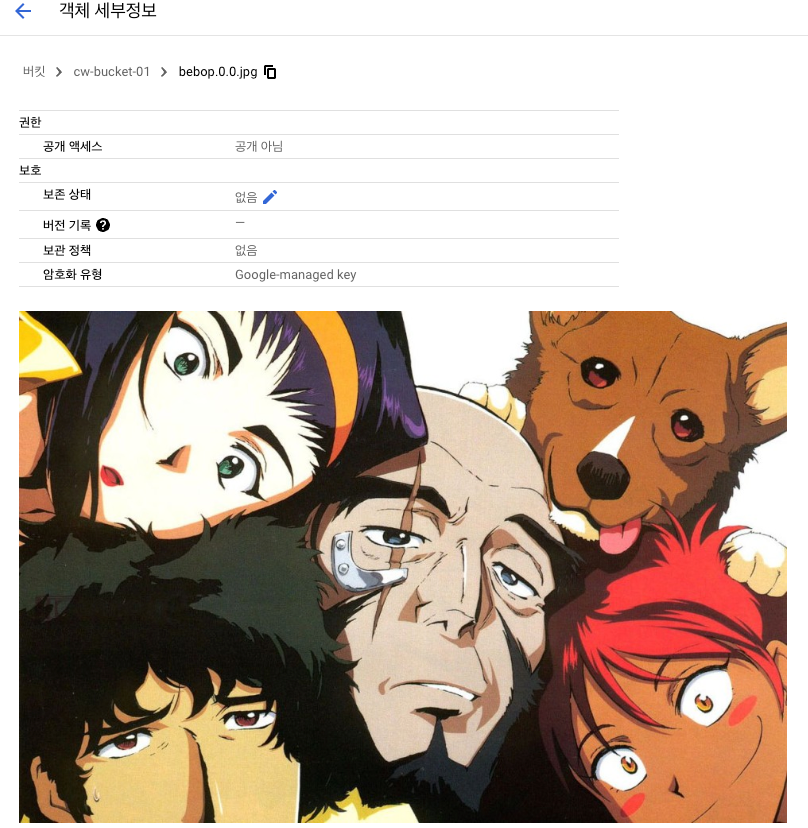 객체 세부정보
버킷 > cw-bucket-01 > bebop.0.0.jpg
권한
공개 액세스 공개 아님
보호
보존 상태 없음
버전 기록 —
보관 정책 없음
암호화 유형 Google-managed key